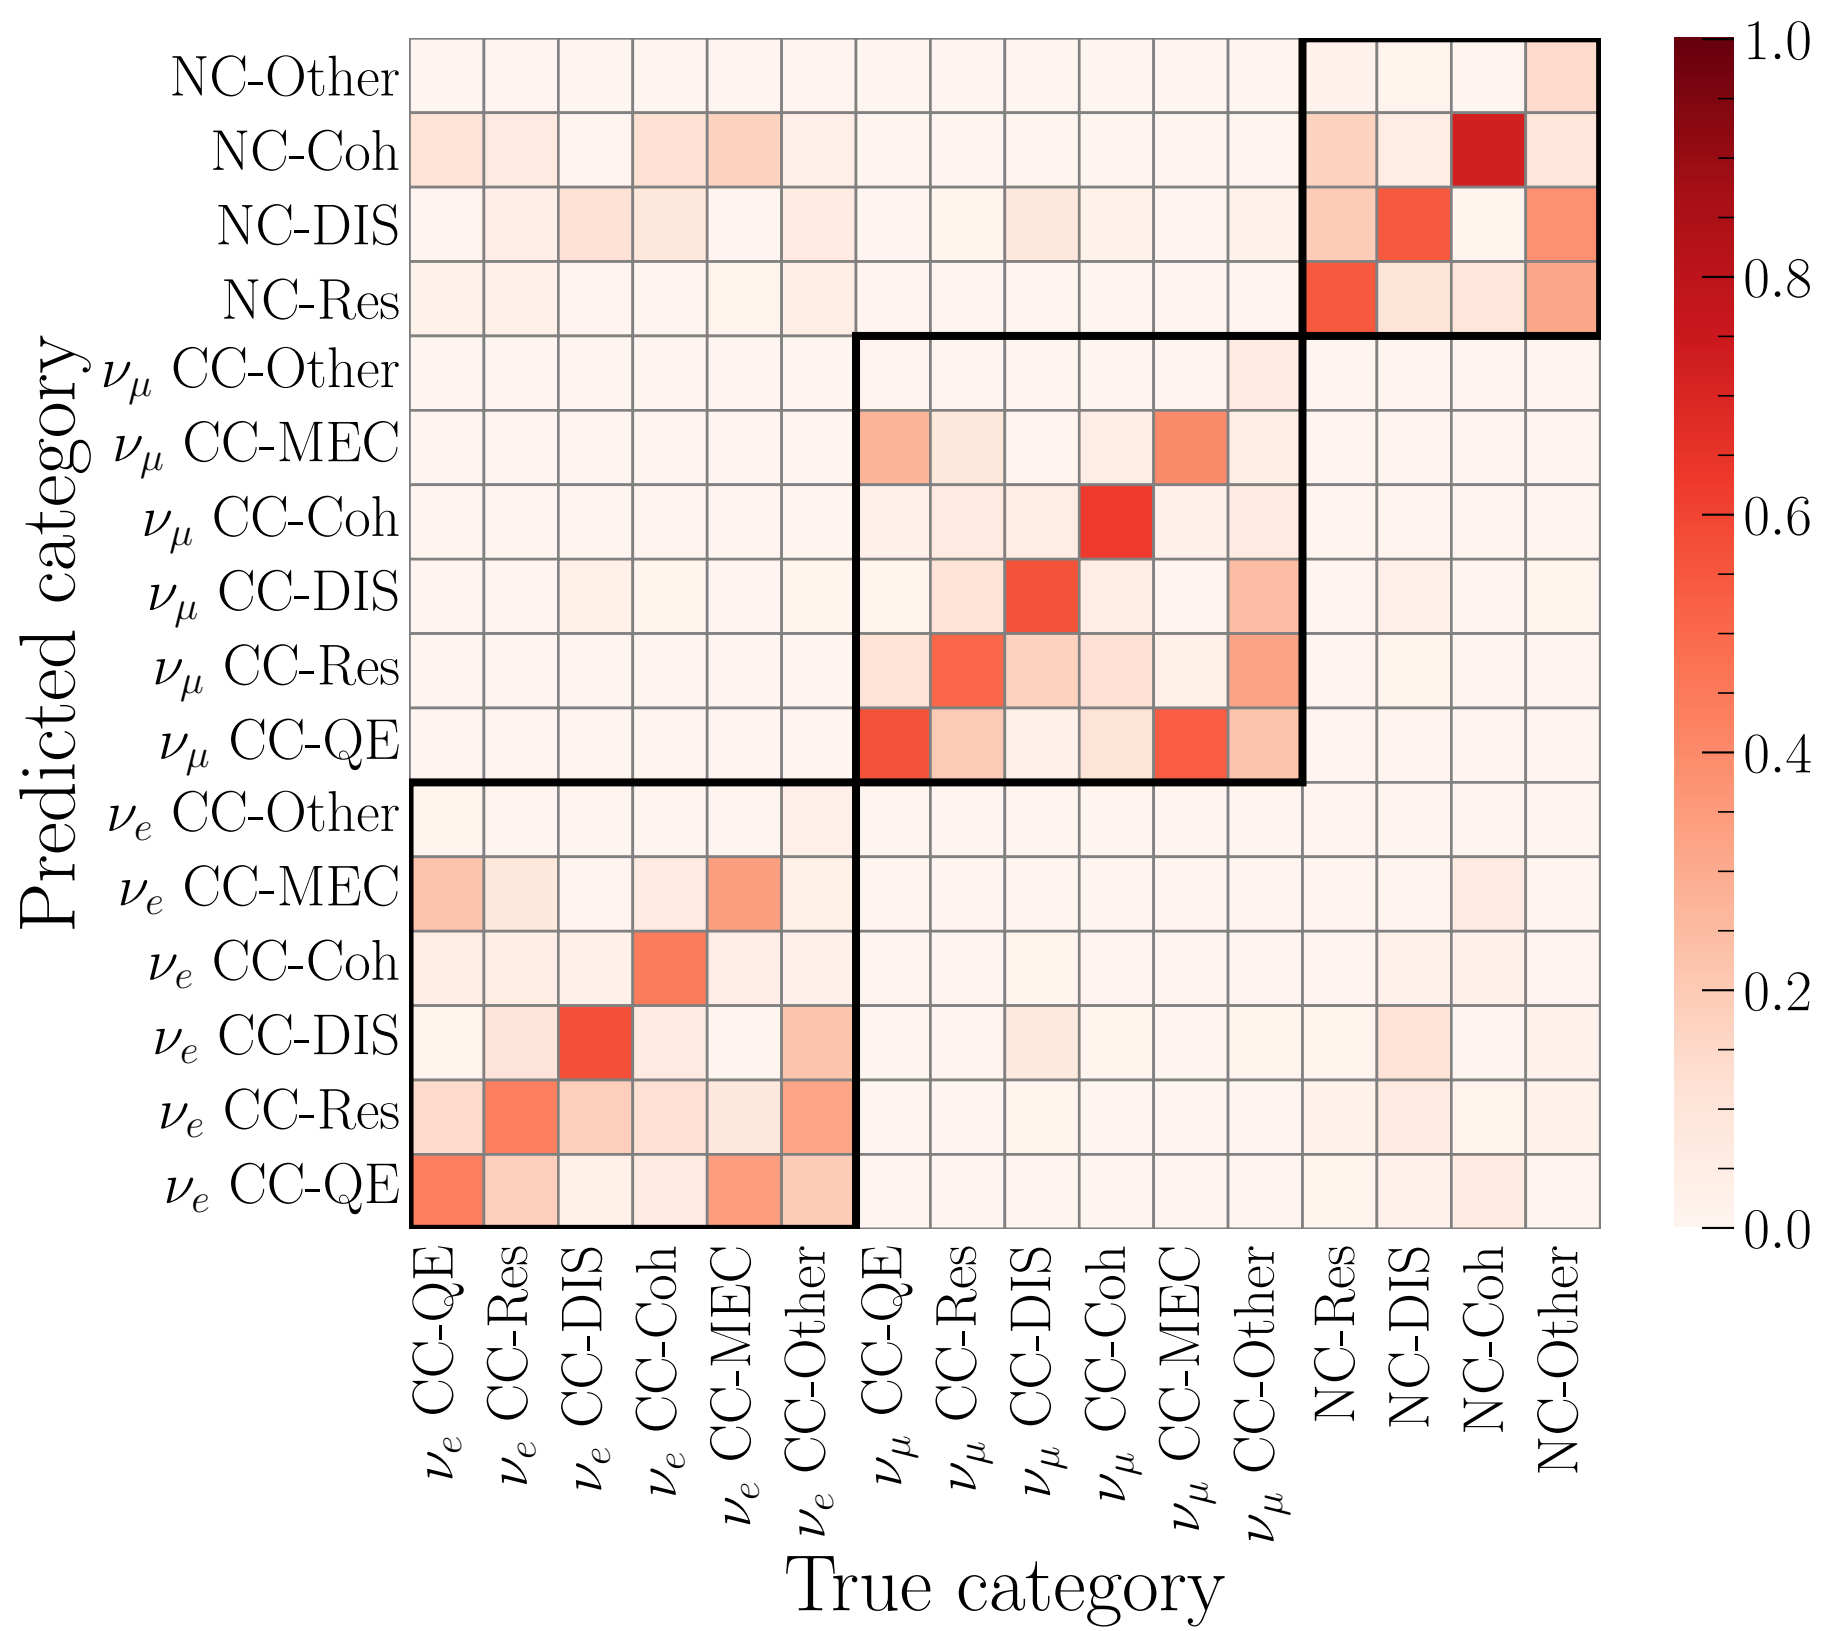 NC-Other
NC-Coh
NC-DIS
NC-Res
νμ CC-Other
νμ CC-MEC
νμ CC-Coh
νμ CC-DIS
νμ CC-Res
νμ CC-QE
νe CC-Other
νe CC-MEC
νe CC-Coh
νe CC-DIS
νe CC-Res
νe CC-QE
Predicted category
νe CC-QE
νe CC-Res
νe CC-DIS
νe CC-Coh
νe CC-MEC
νe CC-Other
νμ CC-QE
νμ CC-Res
νμ CC-DIS
νμ CC-Coh
νμ CC-MEC
νμ CC-Other
NC-Res
NC-DIS
NC-Coh
NC-Other
True category
1.0
0.8
0.6
0.4
0.2
0.0